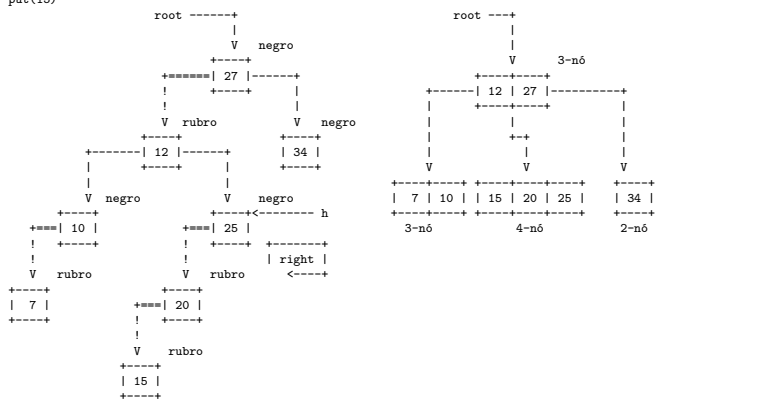 put(15)
root ------+ root ---+
| |
V negro V 3-nó
+----+ +----+----+
+======| 27 |------+ +------| 12 | 27 |----------+
! +----+ | | +----+----+ |
! | | | |
V rubro V negro | +-+ |
+----+ +----+ | | |
+-------| 12 |------+ | 34 | V V V
| +----+ | +----+ +----+----+ +----+----+----+ +----+
| | | 7 | 10 | | 15 | 20 | 25 | | 34 |
V negro V negro +----+----+ +----+----+----+ +----+
+----+ +----+<-------- h 3-nó 4-nó 2-nó
+===| 10 | +===| 25 |
! +----+ ! +----+ +-------+
! ! | right |
V rubro V rubro <----+
+----+ +----+
| 7 | +===| 20 |
+----+ ! +----+
!
V rubro
+----+
| 15 |
+----+